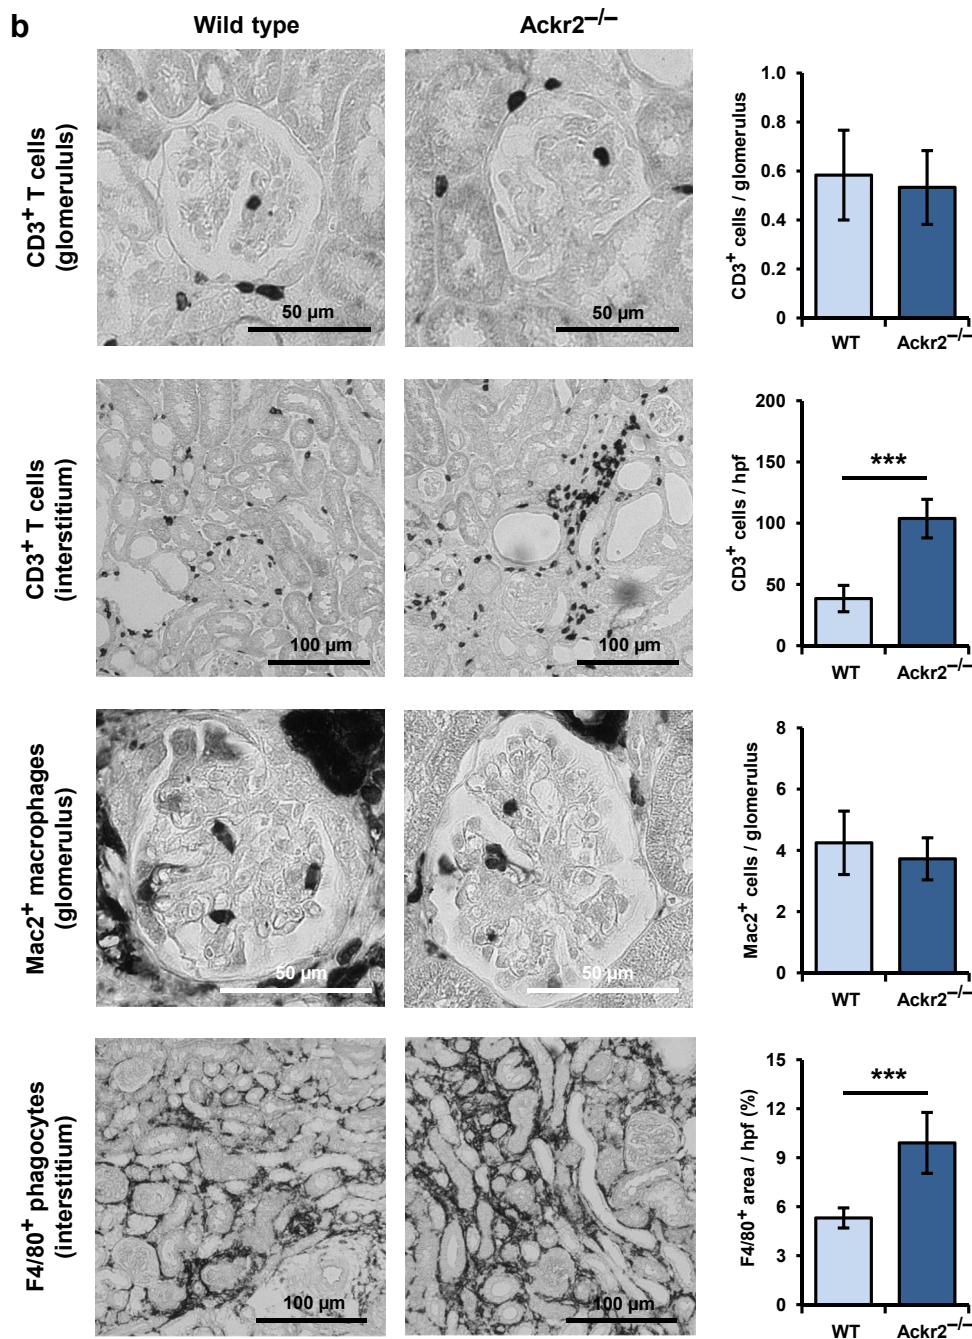 b
Wild type
Ackr2–/–
CD3+ T cells
(glomerululs)
50 µm
50 µm
CD3+ cells / glomerulus
1.0
0.8
0.6
0.4
0.2
0
WT
Ackr2–/–
CD3+ T cells
(interstitium)
100 µm
100 µm
CD3+ cells / hpf
200
150
100
50
0
***
WT
Ackr2–/–
Mac2+ macrophages
(glomerulus)
50 µm
50 µm
Mac2+ cells / glomerulus
8
6
4
2
0
WT
Ackr2–/–
F4/80+ phagocytes
(interstitium)
100 µm
100 µm
F4/80+ area / hpf (%)
15
12
9
6
3
0
***
WT
Ackr2–/–